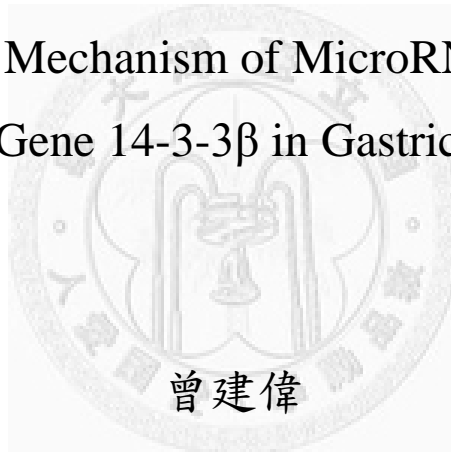 Mechanism of MicroRN
Gene 14-3-3β in Gastric
曾建偉